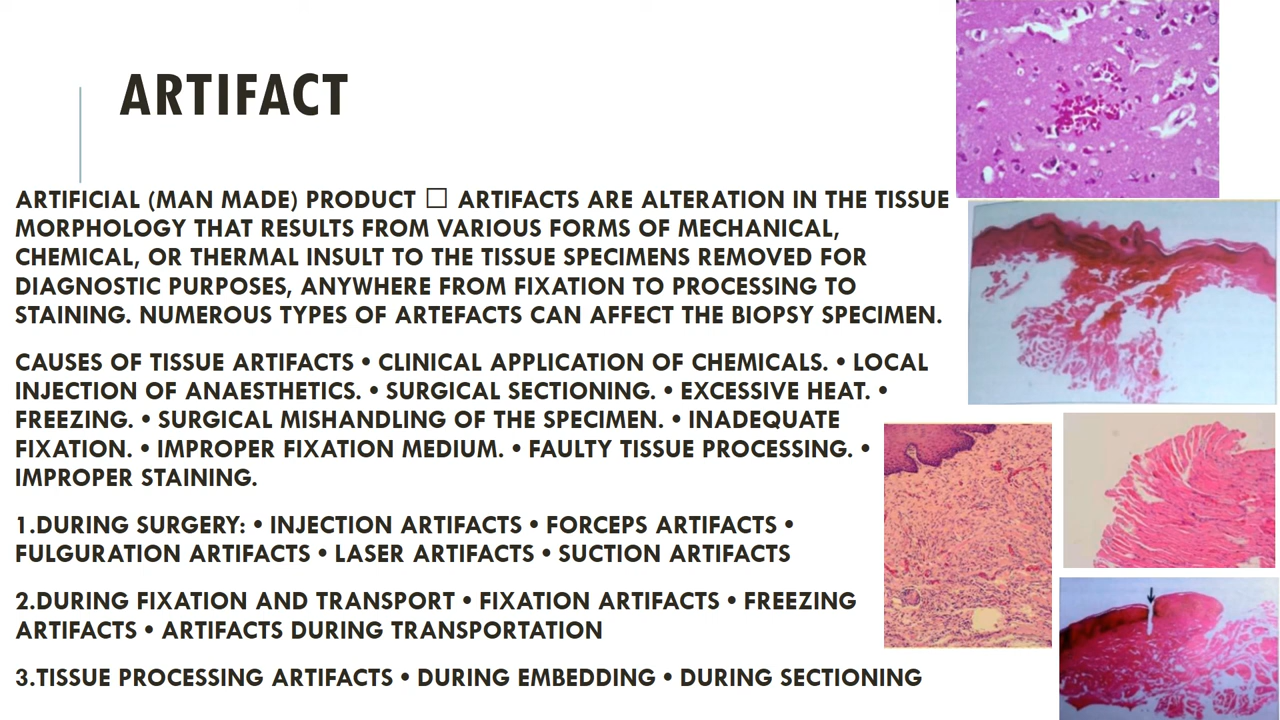 ARTIFACT
ARTIFICIAL (MAN MADE) PRODUCT □ ARTIFACTS ARE ALTERATION IN THE TISSUE
MORPHOLOGY THAT RESULTS FROM VARIOUS FORMS OF MECHANICAL,
CHEMICAL, OR THERMAL INSULT TO THE TISSUE SPECIMENS REMOVED FOR
DIAGNOSTIC PURPOSES, ANYWHERE FROM FIXATION TO PROCESSING TO
STAINING. NUMEROUS TYPES OF ARTEFACTS CAN AFFECT THE BIOPSY SPECIMEN.
CAUSES OF TISSUE ARTIFACTS • CLINICAL APPLICATION OF CHEMICALS. • LOCAL
INJECTION OF ANAESTHETICS. • SURGICAL SECTIONING. • EXCESSIVE HEAT. •
FREEZING. • SURGICAL MISHANDLING OF THE SPECIMEN. • INADEQUATE
FIXATION. • IMPROPER FIXATION MEDIUM. • FAULTY TISSUE PROCESSING. •
IMPROPER STAINING.
1.DURING SURGERY: • INJECTION ARTIFACTS • FORCEPS ARTIFACTS •
FULGURATION ARTIFACTS • LASER ARTIFACTS • SUCTION ARTIFACTS
2.DURING FIXATION AND TRANSPORT • FIXATION ARTIFACTS • FREEZING
ARTIFACTS • ARTIFACTS DURING TRANSPORTATION
3.TISSUE PROCESSING ARTIFACTS • DURING EMBEDDING • DURING SECTIONING